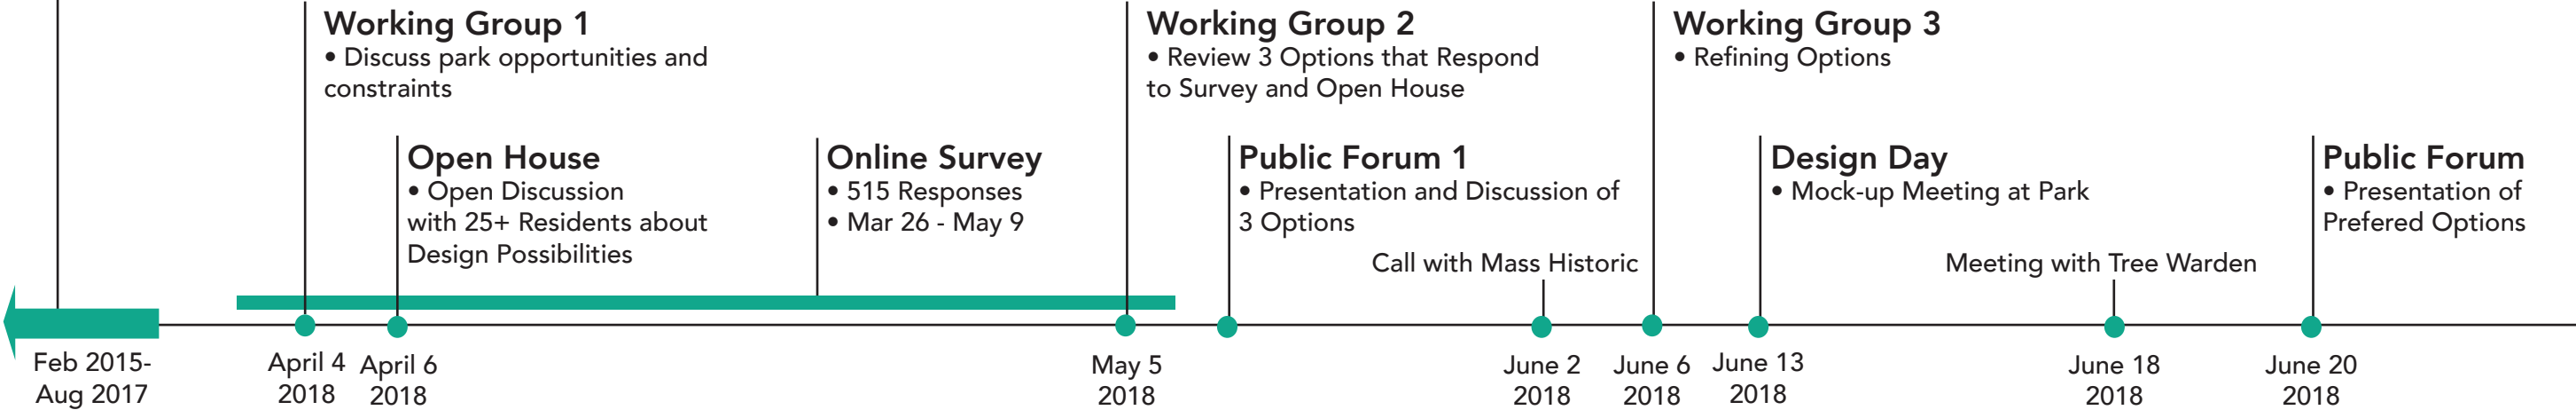 Working Group 1
• Discuss park opportunities and
constraints
Working Group 2
• Review 3 Options that Respond
to Survey and Open House
Working Group 3
• Refining Options
Open House
• Open Discussion
with 25+ Residents about
Design Possibilities
Online Survey
• 515 Responses
• Mar 26 - May 9
Public Forum 1
• Presentation and Discussion of
3 Options
Call with Mass Historic
Design Day
• Mock-up Meeting at Park
Meeting with Tree Warden
Public Forum
• Presentation of
Prefered Options
Feb 2015-
Aug 2017
April 4
2018
April 6
2018
May 5
2018
June 2
2018
June 6
2018
June 13
2018
June 18
2018
June 20
2018